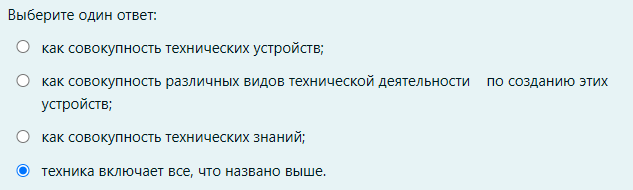 Выберите один ответ:
как совокупность технических устройств;
как совокупность различных видов технической деятельности по созданию этих
устройств;
как совокупность технических знаний;
техника включает все, что названо выше.